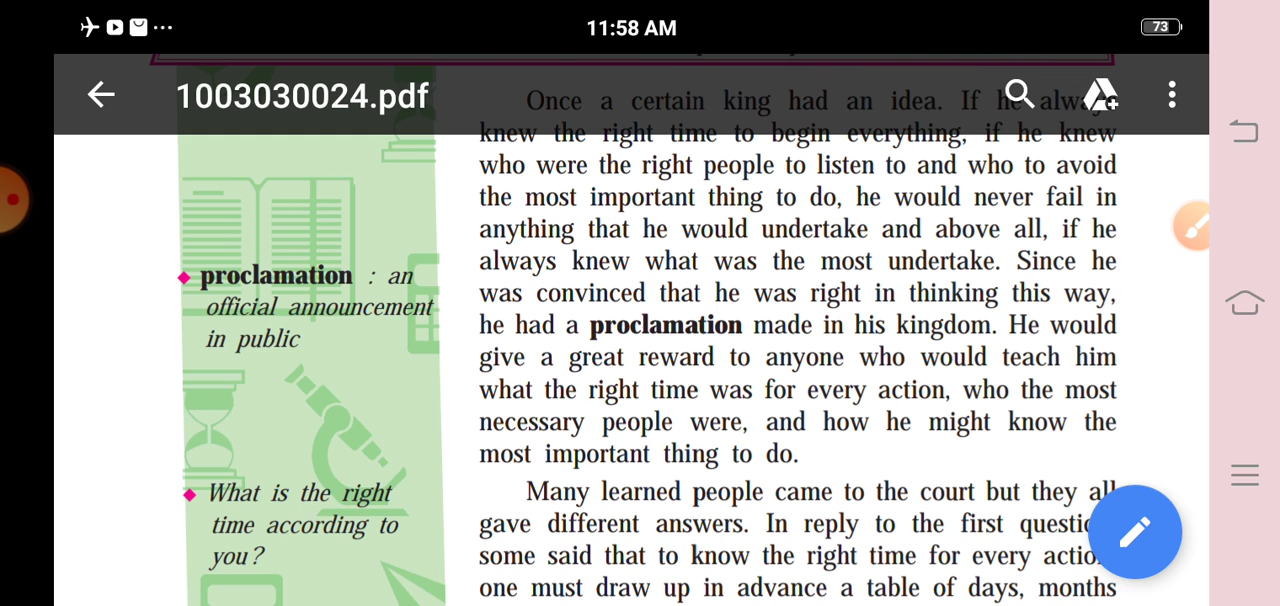 11:58 AM
73
1003030024.pdf
Once a certain king had an idea. If he
knew the right time to begin everything, if he knew
who were the right people to listen to and who to avoid
the most important thing to do, he would never fail in
anything that he would undertake and above all, if he
always knew what was the most undertake. Since he
was convinced that he was right in thinking this way,
he had a proclamation made in his kingdom. He would
give a great reward to anyone who would teach him
what the right time was for every action, who the most
necessary people were, and how he might know the
most important thing to do.
Many learned people came to the court but they all
gave different answers. In reply to the first
some said that to know the right time for every
one must draw up in advance a table of days, months
proclamation : an
official announcement
in public
What is the right
time according to
you?